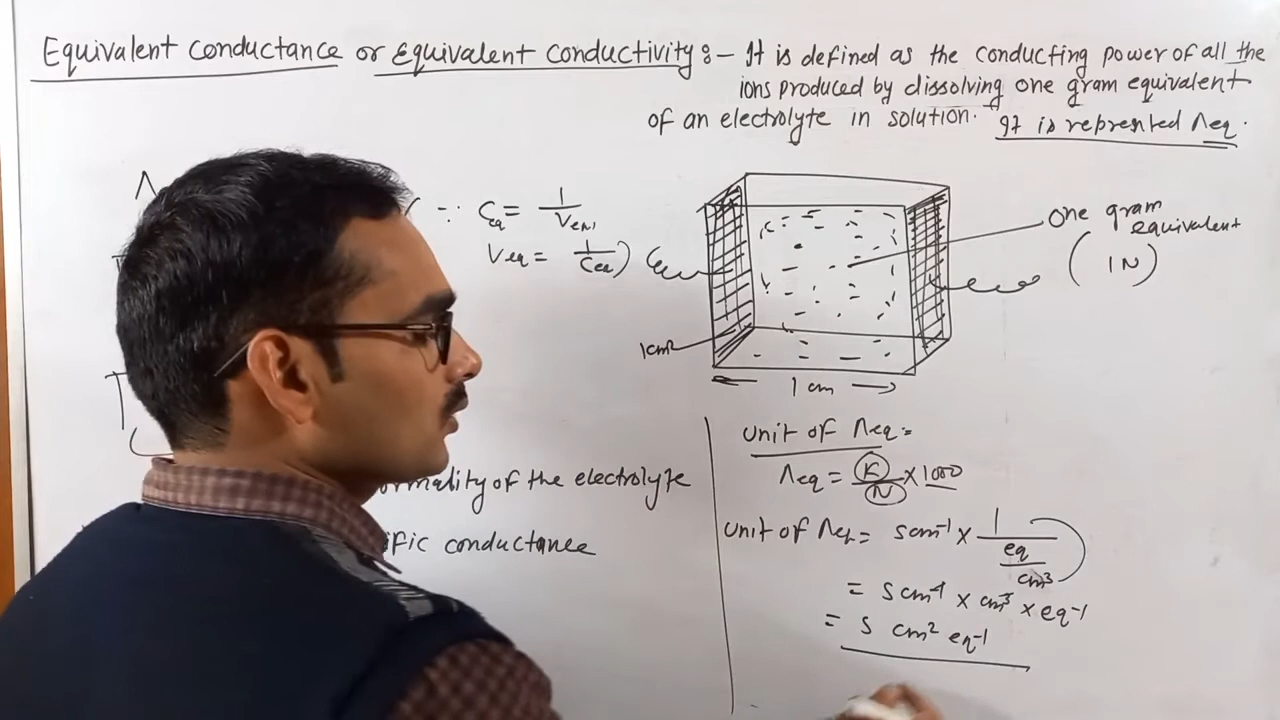 Equivalent Conductance or Equivalent Conductivity :- It is defined as the conducting power of all the
ions produced by dissolving one gram equivalent
of an electrolyte in solution. It is reprented Λeq.
∵ Ceq = 1/Veq,
Veq = 1/Ceq)
One gram
equivalent
(1N)
1cm²
1 cm
Unit of Λeq =
Λeq = K/N × 1000
ormality of the electrolyte
Unit of Λeq = S cm⁻¹ × 1/(eq/cm³)
ific conductance
= S cm⁻¹ × cm³ × eq⁻¹
= S cm² eq⁻¹